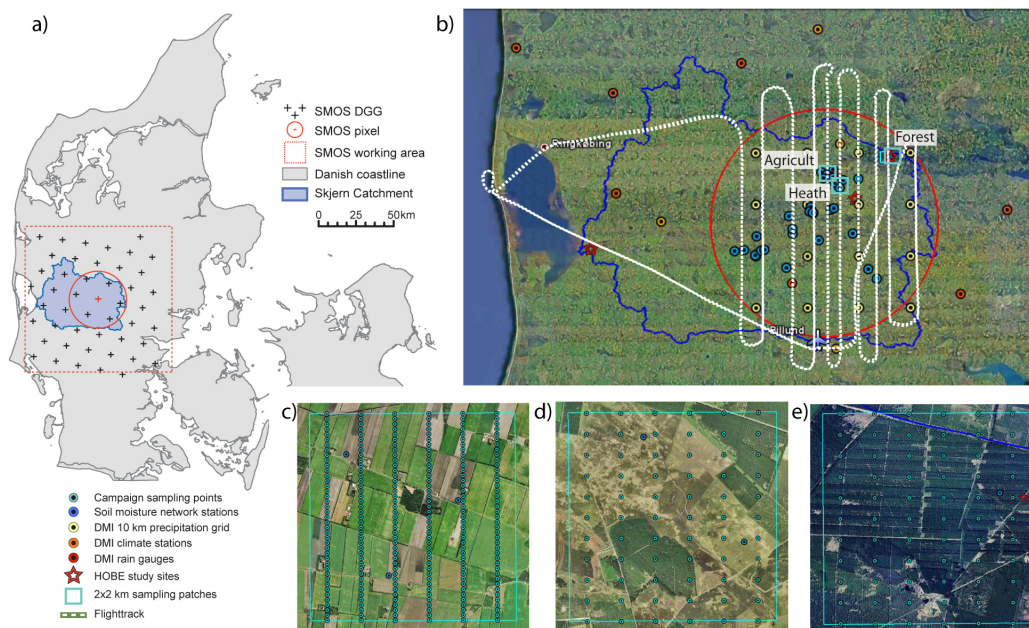 a)
SMOS DGG
SMOS pixel
SMOS working area
Danish coastline
Skjern Catchment
0 25 50km
Campaign sampling points
Soil moisture network stations
DMI 10 km precipitation grid
DMI climate stations
DMI rain gauges
HOBE study sites
2x2 km sampling patches
Flighttrack
b)
Ringkøbing
Forest
Agricult
Heath
Billund
c)
d)
e)